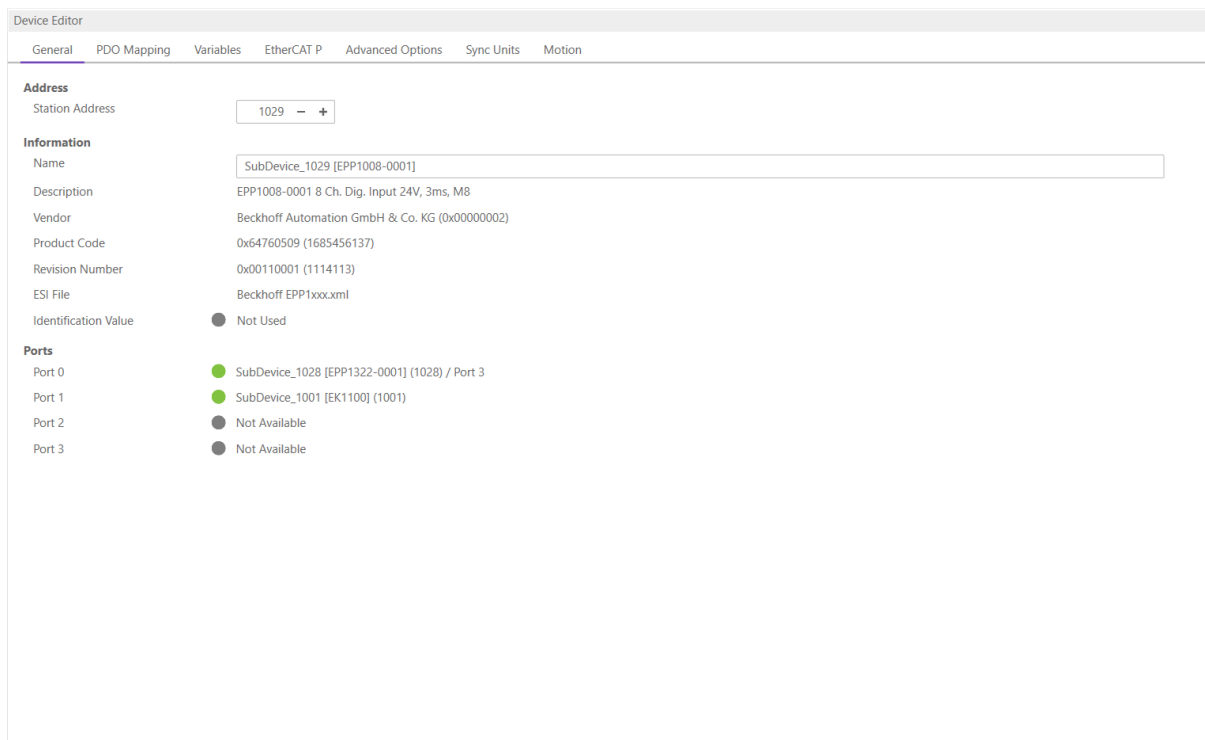 Device Editor
General PDO Mapping Variables EtherCAT P Advanced Options Sync Units Motion
Address
Station Address 1029 − +
Information
Name SubDevice_1029 [EPP1008-0001]
Description EPP1008-0001 8 Ch. Dig. Input 24V, 3ms, M8
Vendor Beckhoff Automation GmbH & Co. KG (0x00000002)
Product Code 0x64760509 (1685456137)
Revision Number 0x00110001 (1114113)
ESI File Beckhoff EPP1xxx.xml
Identification Value Not Used
Ports
Port 0 SubDevice_1028 [EPP1322-0001] (1028) / Port 3
Port 1 SubDevice_1001 [EK1100] (1001)
Port 2 Not Available
Port 3 Not Available